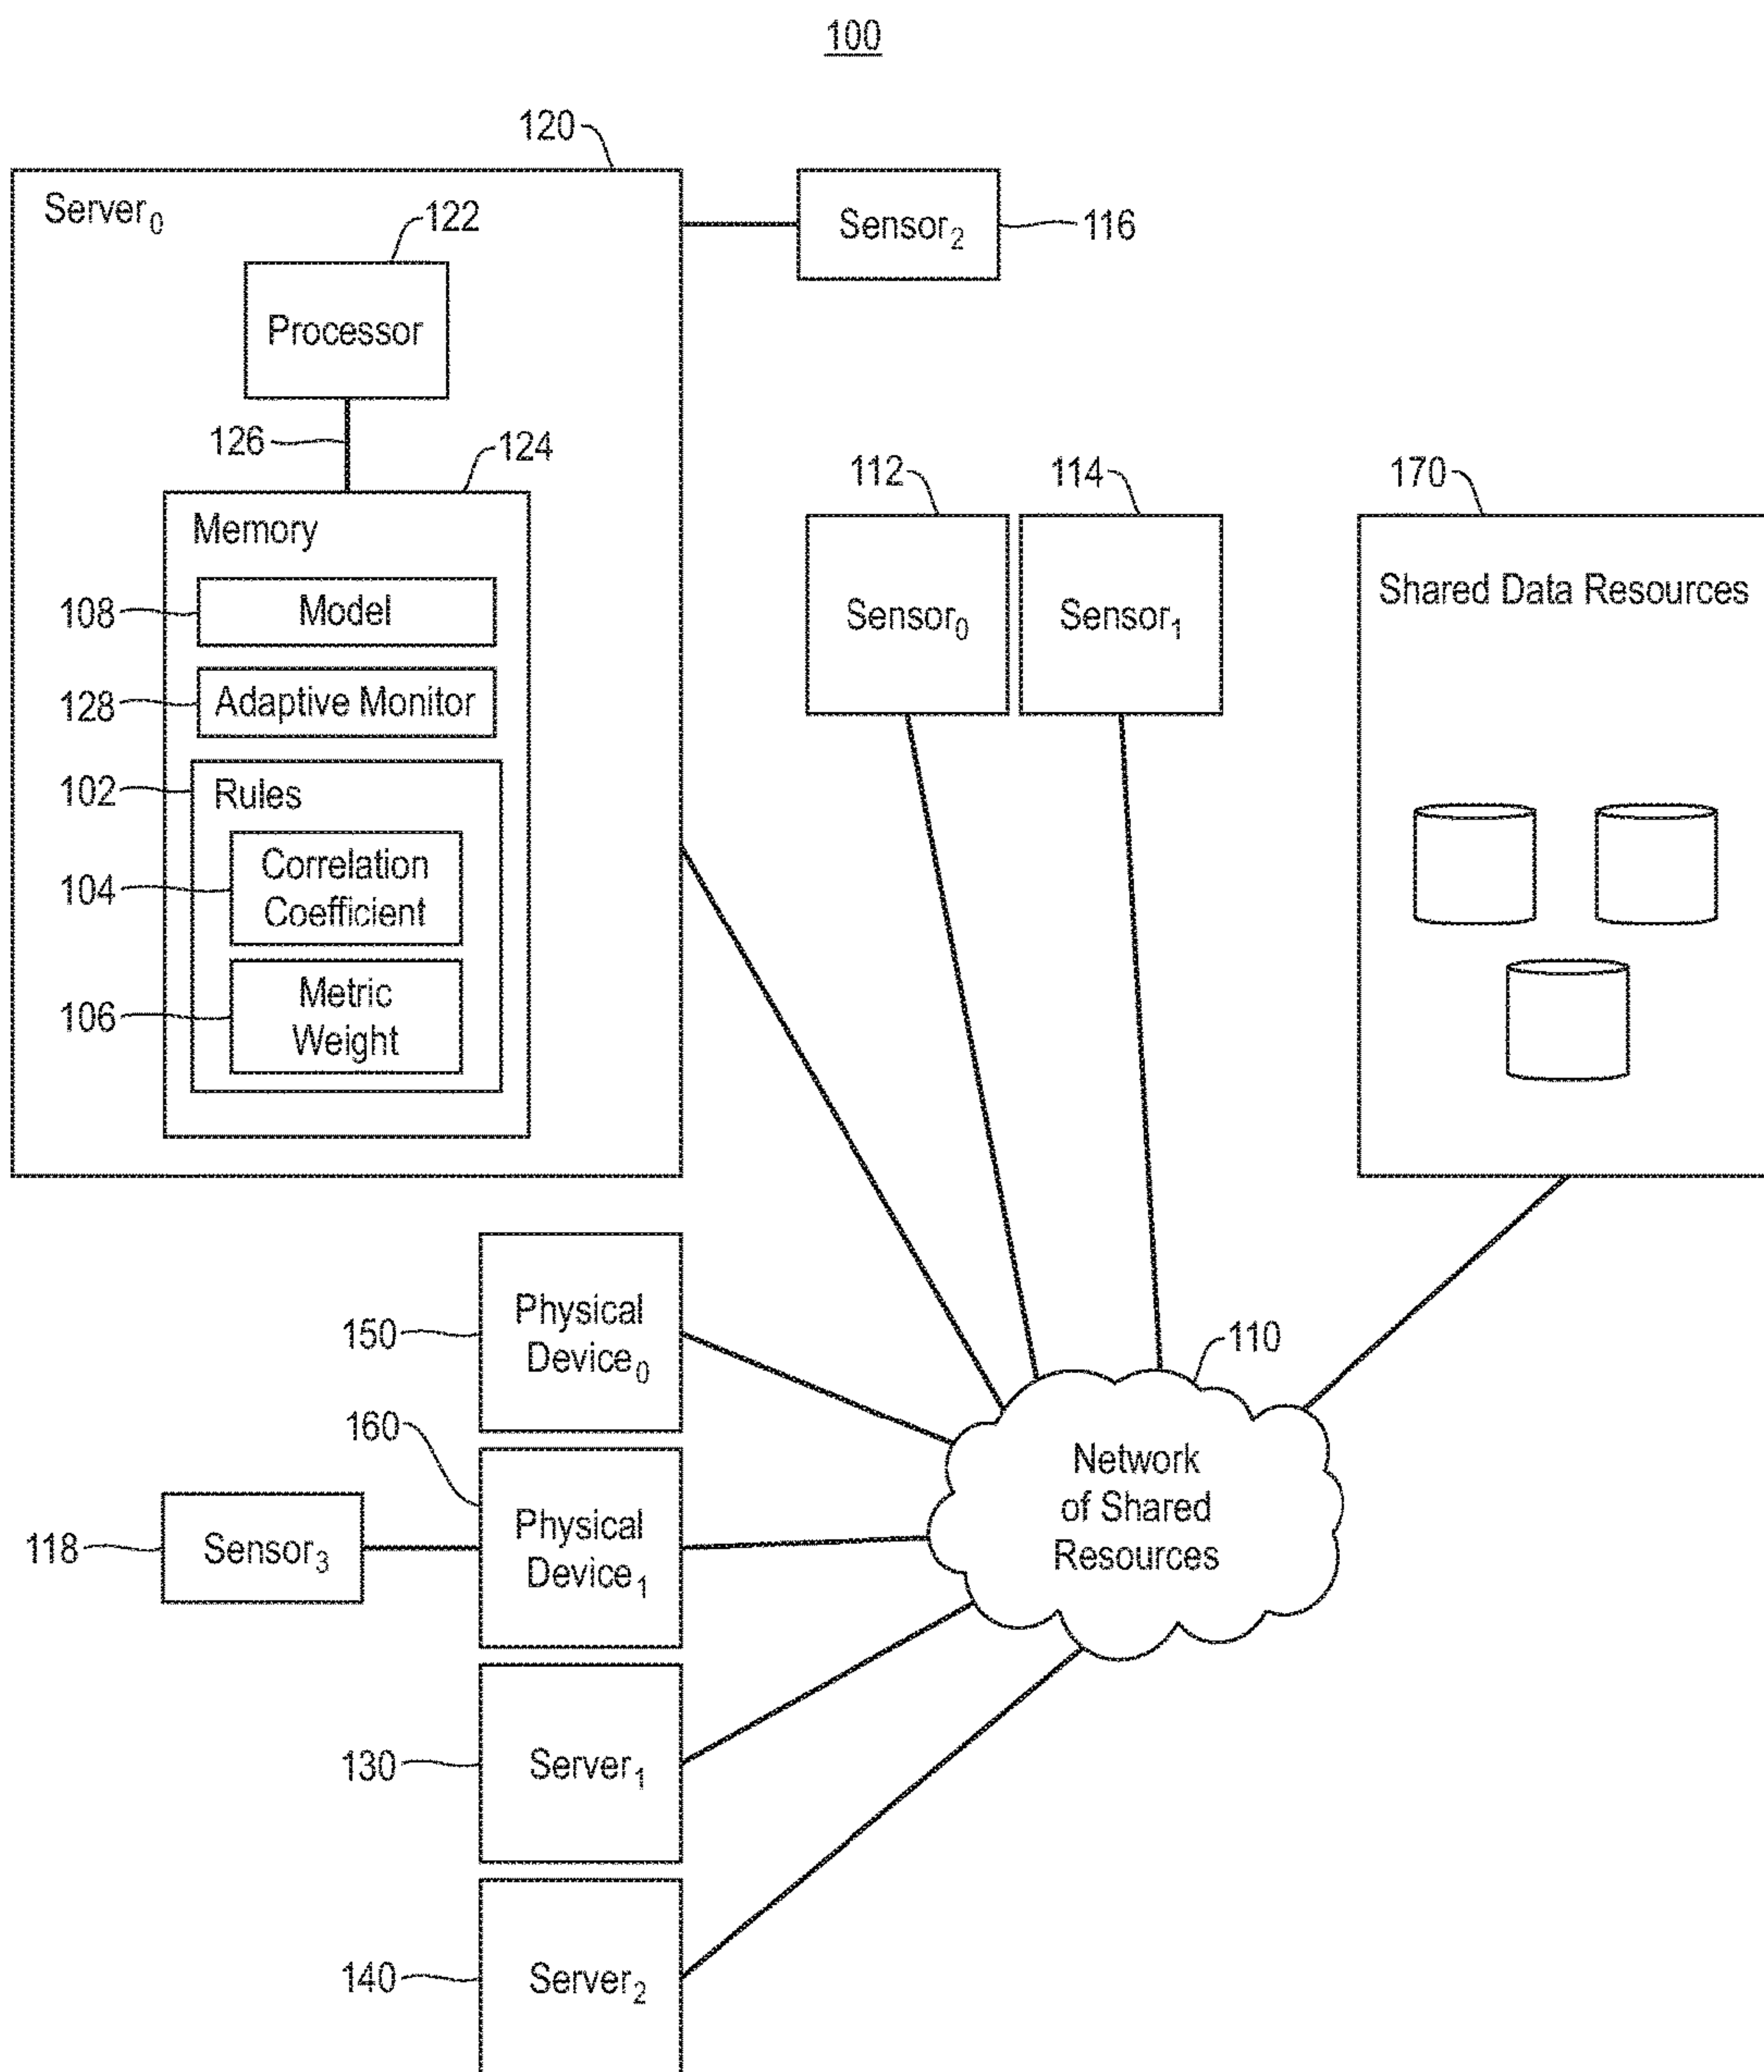 100
120
Server₀
122
Sensor₂
116
Processor
126
124
112
114
170
Memory
Shared Data Resources
108
Model
Sensor₀
Sensor₁
128
Adaptive Monitor
102
Rules
104
Correlation
Coefficient
106
Metric
Weight
150
Physical
Device₀
110
160
Network
of Shared
Resources
118
Sensor₃
Physical
Device₁
130
Server₁
140
Server₂